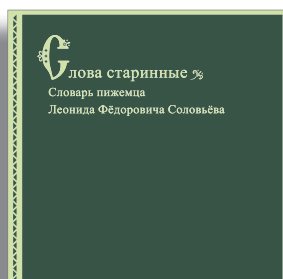 Слова старинные
Словарь пижемца
Леонида Фёдоровича Соловьёва